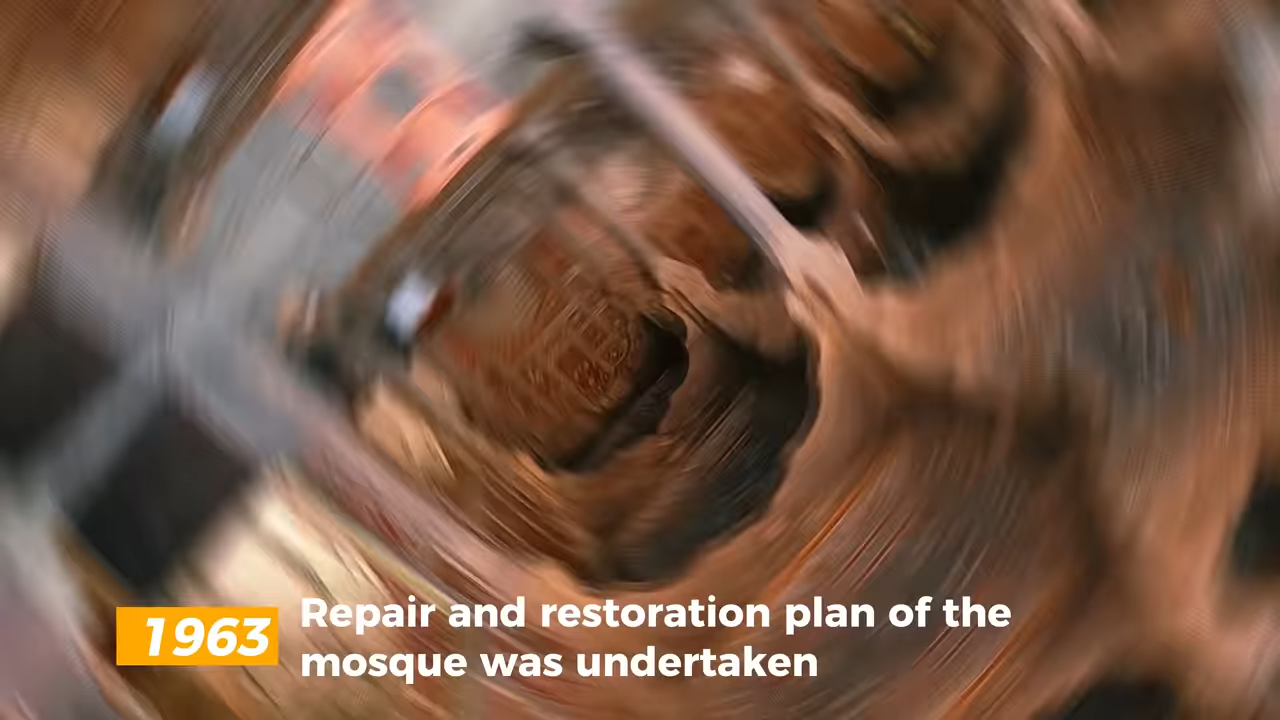 1963
Repair and restoration plan of the
mosque was undertaken